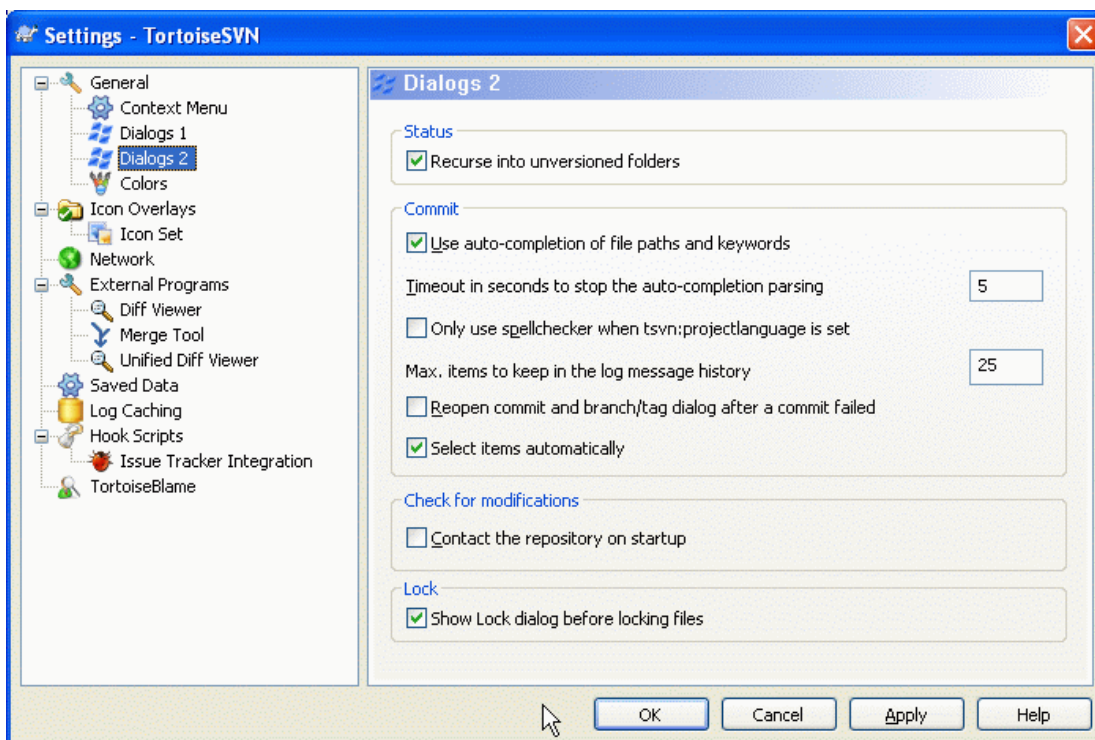 Settings - TortoiseSVN
General
Context Menu
Dialogs 1
Dialogs 2
Colors
Icon Overlays
Icon Set
Network
External Programs
Diff Viewer
Merge Tool
Unified Diff Viewer
Saved Data
Log Caching
Hook Scripts
Issue Tracker Integration
TortoiseBlame
Dialogs 2
Status
Recurse into unversioned folders
Commit
Use auto-completion of file paths and keywords
Timeout in seconds to stop the auto-completion parsing 5
Only use spellchecker when tsvn:projectlanguage is set
Max. items to keep in the log message history 25
Reopen commit and branch/tag dialog after a commit failed
Select items automatically
Check for modifications
Contact the repository on startup
Lock
Show Lock dialog before locking files
OK Cancel Apply Help